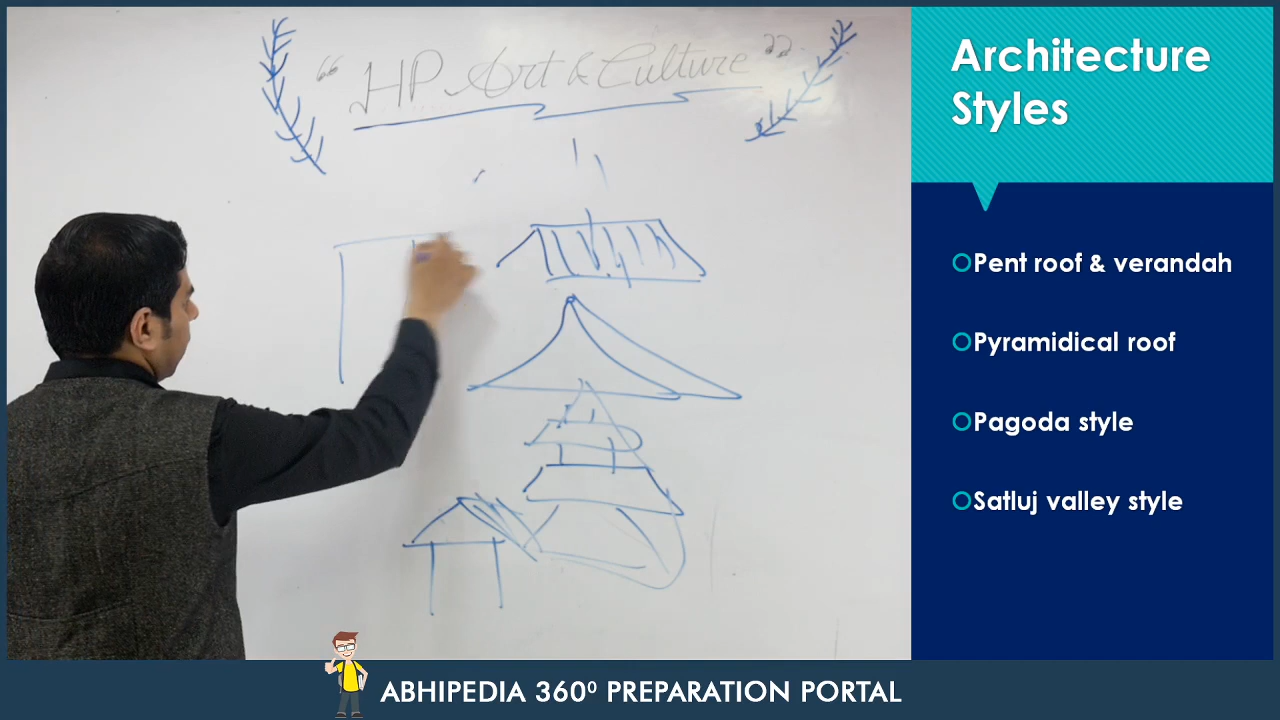 “HP Art & Culture”
Architecture
Styles
Pent roof & verandah
Pyramidical roof
Pagoda style
Satluj valley style
ABHIPEDIA 360⁰ PREPARATION PORTAL